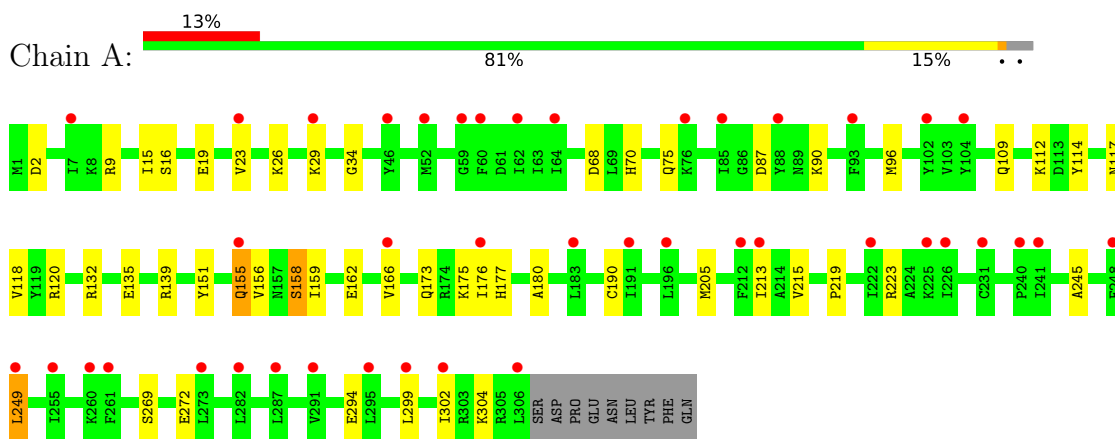 13%
Chain A:
81% 15% • •
M1 D2 I7 K8 R9 I15 S16 E19 V23 K26 K29 G34 Y46 M52 G59 F60 D61 I62 I63 I64 D68 L69 H70 Q75 K76 I85 G86 D87 Y88 N89 K90 F93 M96 Y102 V103 Y104 Q109 K112 D113 Y114 N117
V118 Y119 R120 R132 E135 R139 Y151 Q155 V156 N157 S158 I159 E162 V166 Q173 R174 K175 I176 H177 A180 L183 C190 I191 L196 M205 F212 I213 A214 V215 P219 I222 R223 A224 K225 I226 C231 P240 I241 A245 E248
L249 I255 K260 F261 S269 E272 L273 L282 L287 V291 E294 L295 L299 I302 R303 K304 R305 L306 SER ASP PRO GLU ASN LEU TYR PHE GLN